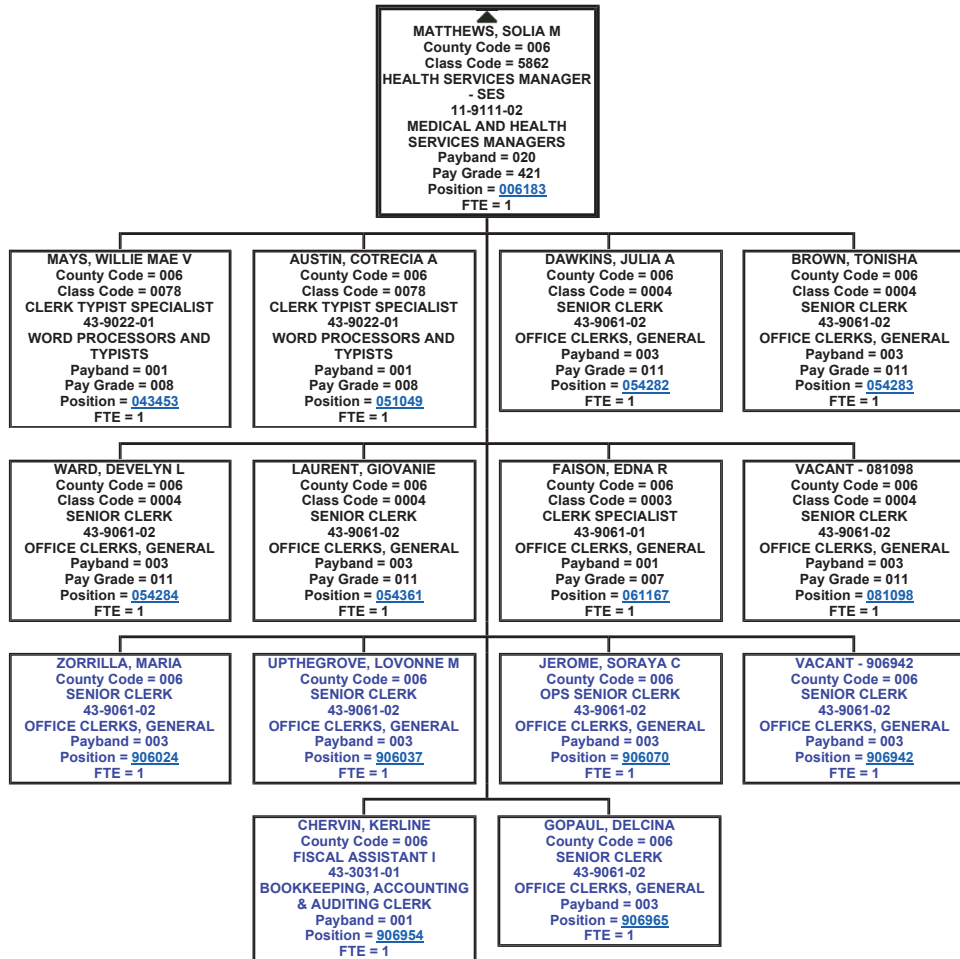 MATTHEWS, SOLIA M
County Code = 006
Class Code = 5862
HEALTH SERVICES MANAGER
- SES
11-9111-02
MEDICAL AND HEALTH
SERVICES MANAGERS
Payband = 020
Pay Grade = 421
Position = 006183
FTE = 1
MAYS, WILLIE MAE V
County Code = 006
Class Code = 0078
CLERK TYPIST SPECIALIST
43-9022-01
WORD PROCESSORS AND
TYPISTS
Payband = 001
Pay Grade = 008
Position = 043453
FTE = 1
AUSTIN, COTRECIA A
County Code = 006
Class Code = 0078
CLERK TYPIST SPECIALIST
43-9022-01
WORD PROCESSORS AND
TYPISTS
Payband = 001
Pay Grade = 008
Position = 051049
FTE = 1
DAWKINS, JULIA A
County Code = 006
Class Code = 0004
SENIOR CLERK
43-9061-02
OFFICE CLERKS, GENERAL
Payband = 003
Pay Grade = 011
Position = 054282
FTE = 1
BROWN, TONISHA
County Code = 006
Class Code = 0004
SENIOR CLERK
43-9061-02
OFFICE CLERKS, GENERAL
Payband = 003
Pay Grade = 011
Position = 054283
FTE = 1
WARD, DEVELYN L
County Code = 006
Class Code = 0004
SENIOR CLERK
43-9061-02
OFFICE CLERKS, GENERAL
Payband = 003
Pay Grade = 011
Position = 054284
FTE = 1
LAURENT, GIOVANIE
County Code = 006
Class Code = 0004
SENIOR CLERK
43-9061-02
OFFICE CLERKS, GENERAL
Payband = 003
Pay Grade = 011
Position = 054361
FTE = 1
FAISON, EDNA R
County Code = 006
Class Code = 0003
CLERK SPECIALIST
43-9061-01
OFFICE CLERKS, GENERAL
Payband = 001
Pay Grade = 007
Position = 061167
FTE = 1
VACANT - 081098
County Code = 006
Class Code = 0004
SENIOR CLERK
43-9061-02
OFFICE CLERKS, GENERAL
Payband = 003
Pay Grade = 011
Position = 081098
FTE = 1
ZORRILLA, MARIA
County Code = 006
SENIOR CLERK
43-9061-02
OFFICE CLERKS, GENERAL
Payband = 003
Position = 906024
FTE = 1
UPTHEGROVE, LOVONNE M
County Code = 006
SENIOR CLERK
43-9061-02
OFFICE CLERKS, GENERAL
Payband = 003
Position = 906037
FTE = 1
JEROME, SORAYA C
County Code = 006
OPS SENIOR CLERK
43-9061-02
OFFICE CLERKS, GENERAL
Payband = 003
Position = 906070
FTE = 1
VACANT - 906942
County Code = 006
SENIOR CLERK
43-9061-02
OFFICE CLERKS, GENERAL
Payband = 003
Position = 906942
FTE = 1
CHERVIN, KERLINE
County Code = 006
FISCAL ASSISTANT I
43-3031-01
BOOKKEEPING, ACCOUNTING
& AUDITING CLERK
Payband = 001
Position = 906954
FTE = 1
GOPAUL, DELCINA
County Code = 006
SENIOR CLERK
43-9061-02
OFFICE CLERKS, GENERAL
Payband = 003
Position = 906965
FTE = 1